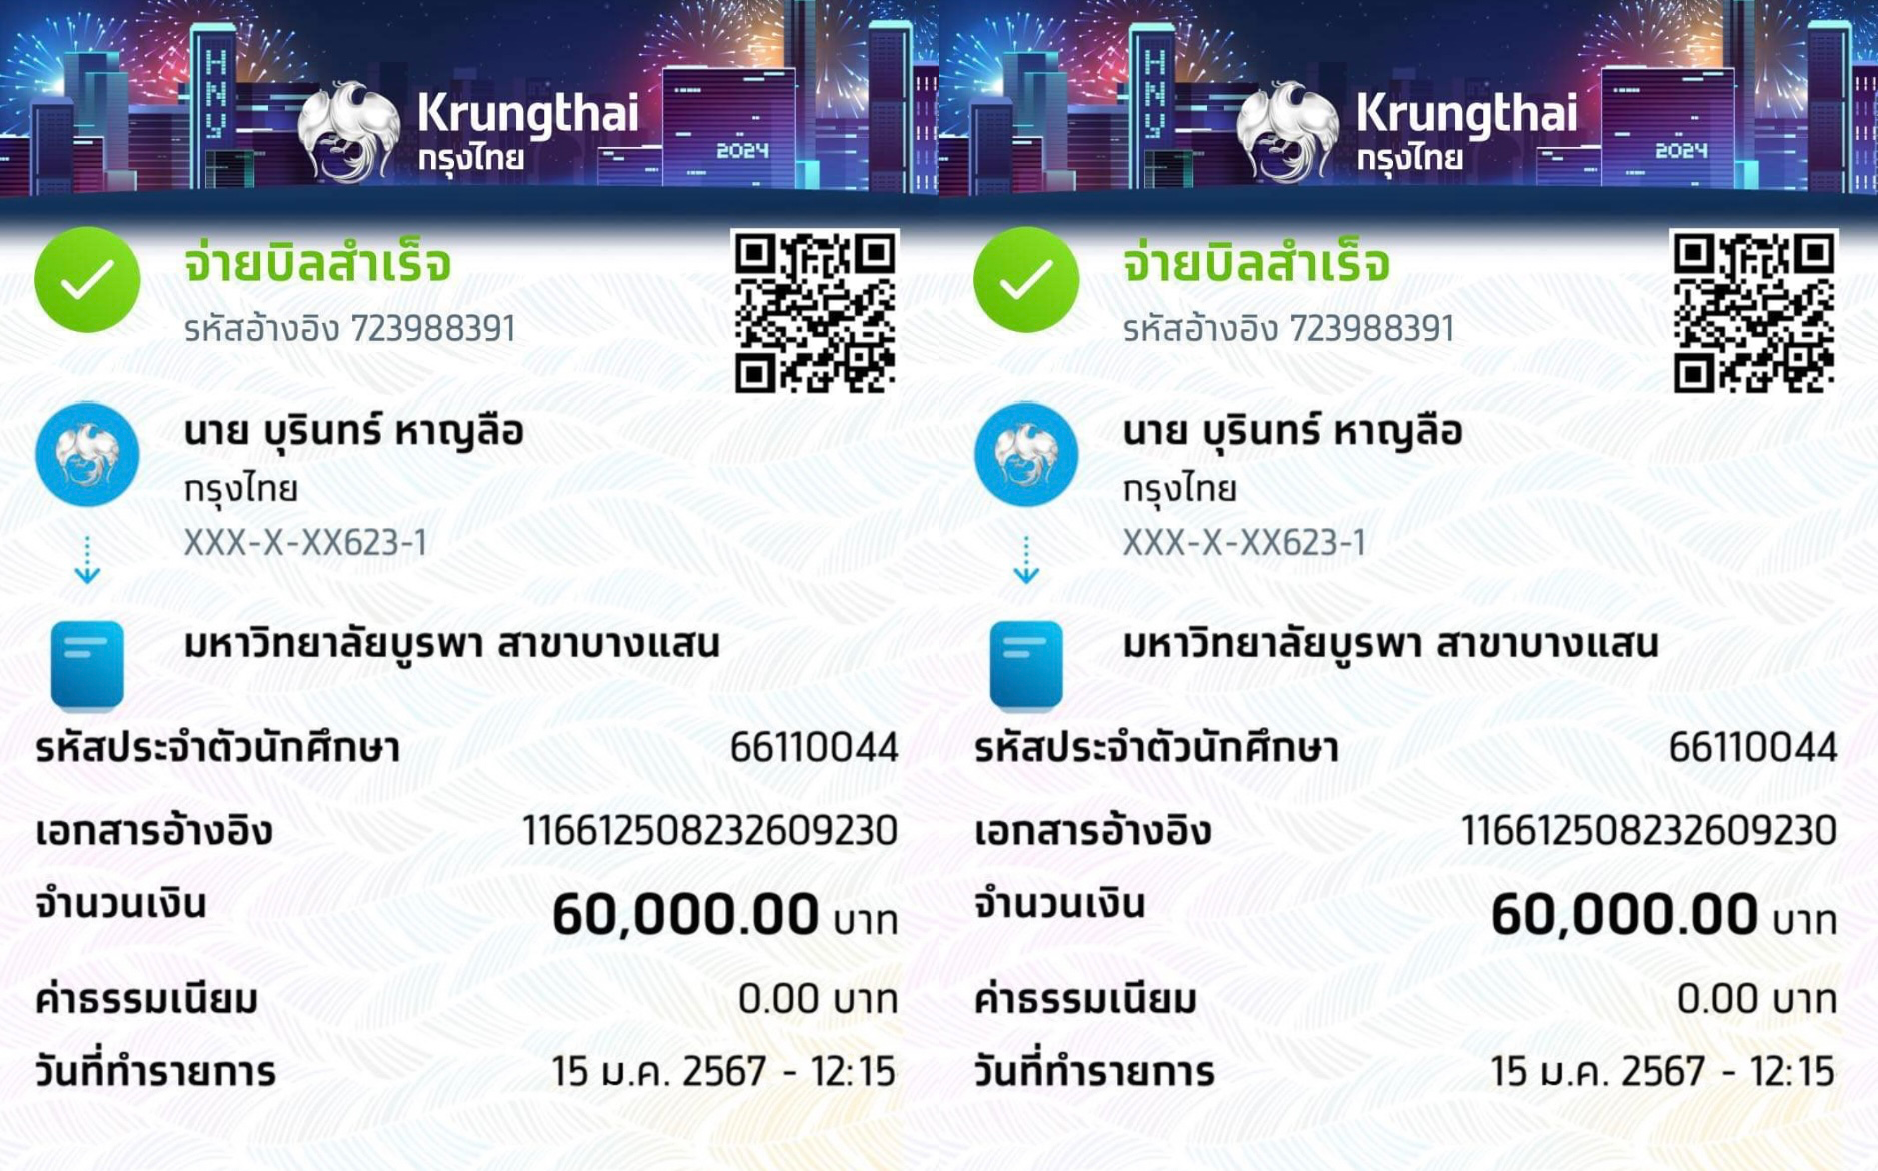 HNY
Krungthai
กรุงไทย
2024
จ่ายบิลสำเร็จ
รหัสอ้างอิง 723988391
นาย บุรินทร์ หาญลือ
กรุงไทย
XXX-X-XX623-1
มหาวิทยาลัยบูรพา สาขาบางแสน
รหัสประจำตัวนักศึกษา 66110044
เอกสารอ้างอิง 116612508232609230
จำนวนเงิน 60,000.00 บาท
ค่าธรรมเนียม 0.00 บาท
วันที่ทำรายการ 15 ม.ค. 2567 - 12:15
HNY
Krungthai
กรุงไทย
2024
จ่ายบิลสำเร็จ
รหัสอ้างอิง 723988391
นาย บุรินทร์ หาญลือ
กรุงไทย
XXX-X-XX623-1
มหาวิทยาลัยบูรพา สาขาบางแสน
รหัสประจำตัวนักศึกษา 66110044
เอกสารอ้างอิง 116612508232609230
จำนวนเงิน 60,000.00 บาท
ค่าธรรมเนียม 0.00 บาท
วันที่ทำรายการ 15 ม.ค. 2567 - 12:15